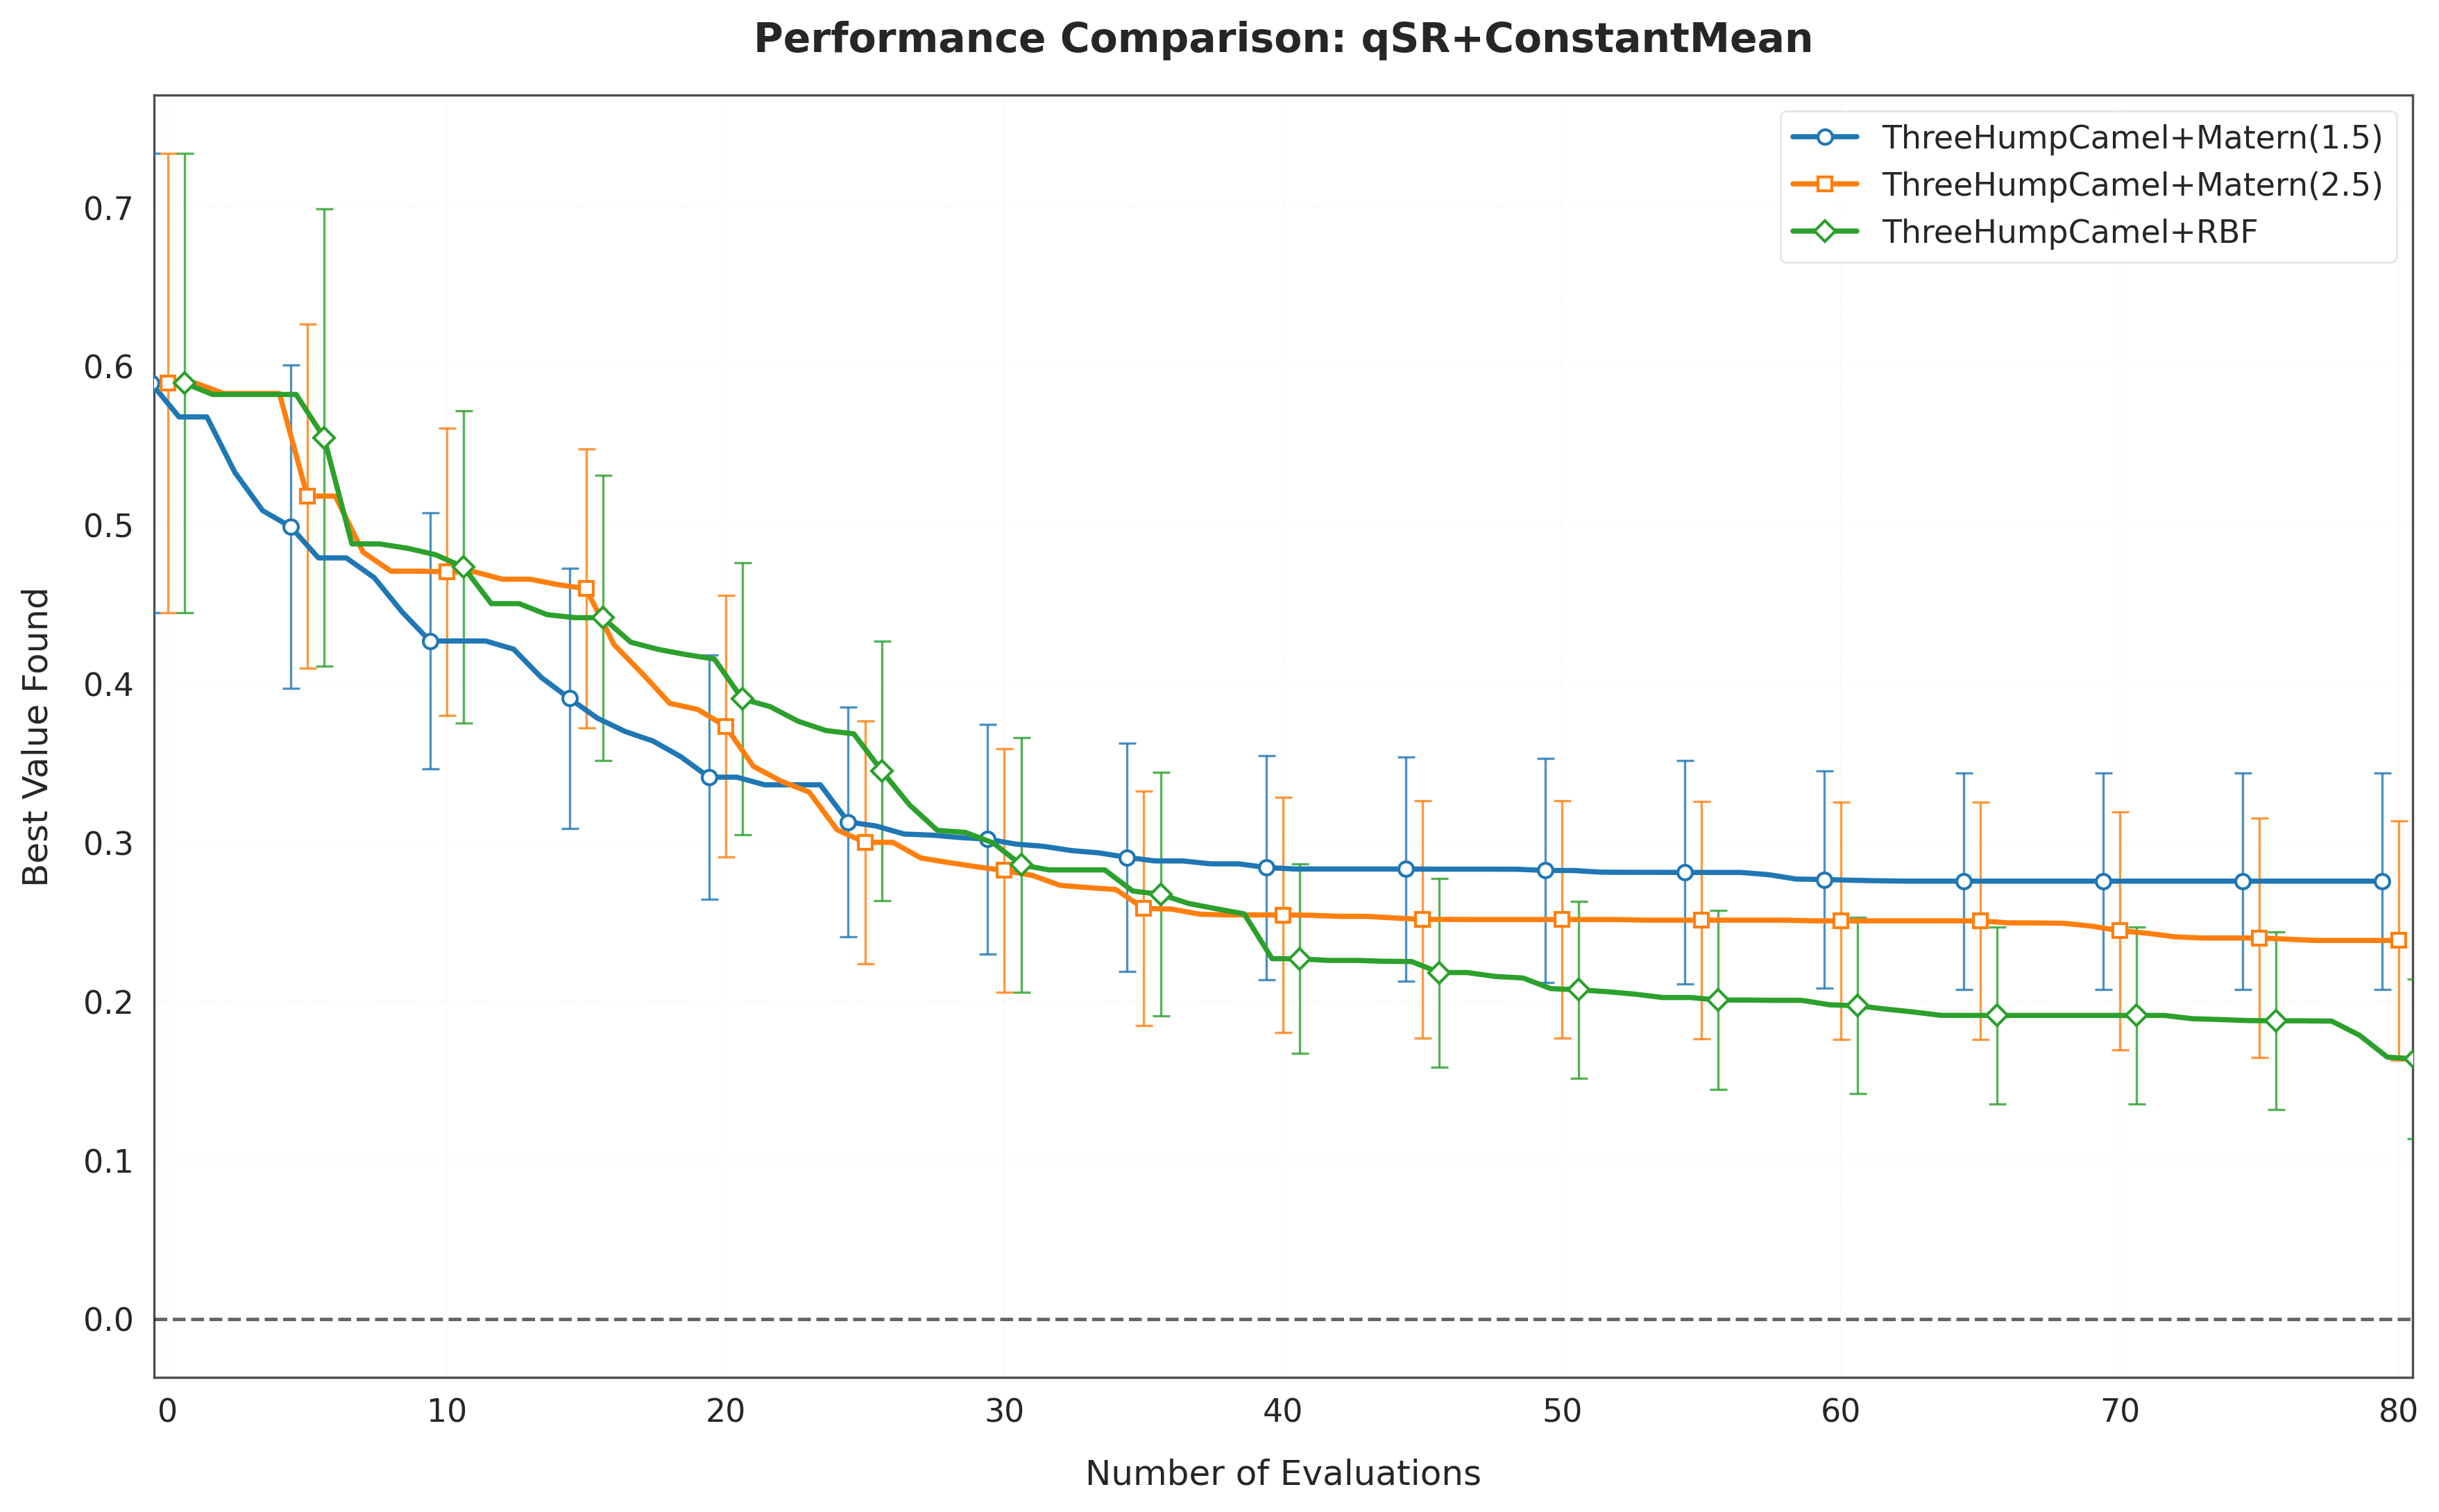 Performance Comparison: qSR+ConstantMean
ThreeHumpCamel+Matern(1.5)
ThreeHumpCamel+Matern(2.5)
ThreeHumpCamel+RBF
Best Value Found
0.7
0.6
0.5
0.4
0.3
0.2
0.1
0.0
0 10 20 30 40 50 60 70 80
Number of Evaluations